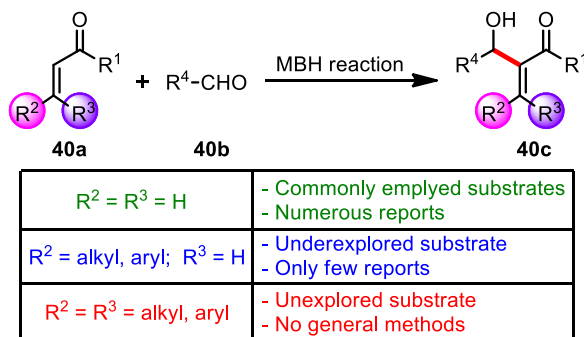 O
R¹
R²
R³
40a
+
R⁴–CHO
40b
MBH reaction
OH
O
R⁴
R¹
R²
R³
40c
R² = R³ = H
- Commonly emplyed substrates
- Numerous reports
R² = alkyl, aryl; R³ = H
- Underexplored substrate
- Only few reports
R² = R³ = alkyl, aryl
- Unexplored substrate
- No general methods